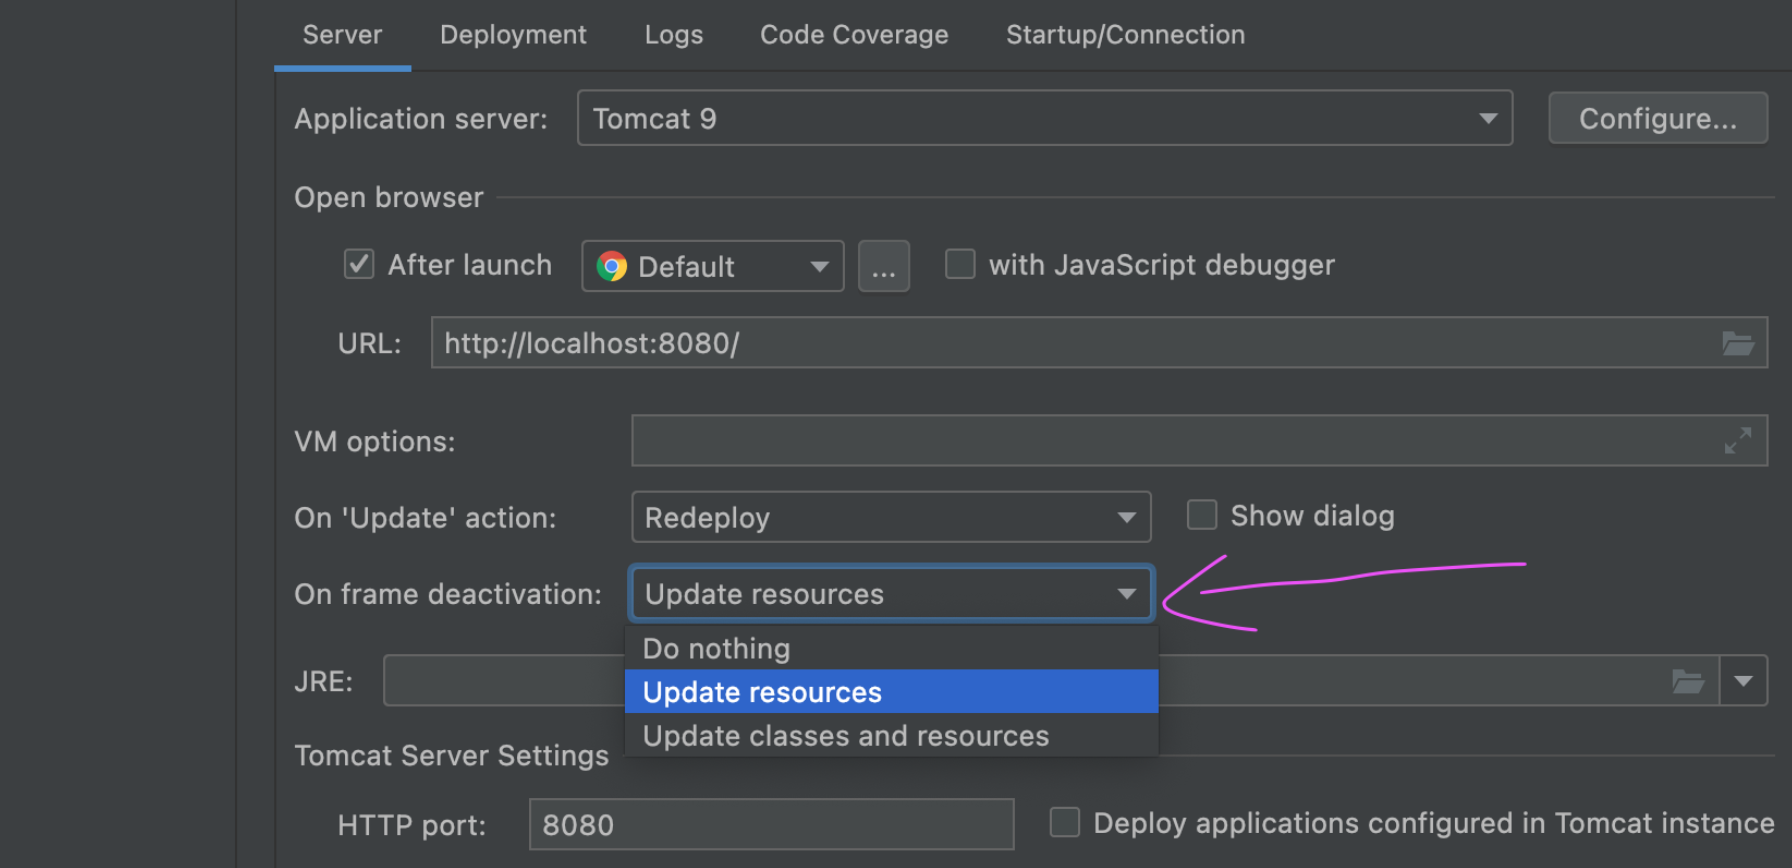 Server Deployment Logs Code Coverage Startup/Connection
Application server: Tomcat 9 Configure...
Open browser
After launch Default ... with JavaScript debugger
URL: http://localhost:8080/
VM options:
On 'Update' action: Redeploy Show dialog
On frame deactivation: Update resources
Do nothing
JRE:
Update resources
Update classes and resources
Tomcat Server Settings
HTTP port: 8080 Deploy applications configured in Tomcat instance